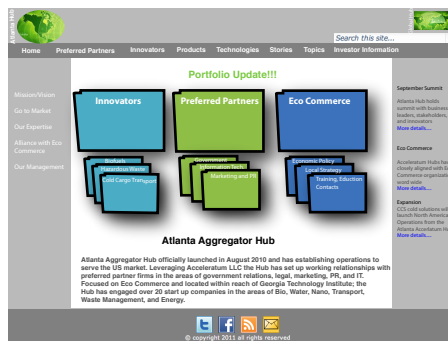 Atlanta Hub
Search this site...
Home Preferred Partners Innovators Products Technologies Stories Topics Investor Information
Portfolio Update!!!
Mission/Vision
Go to Market
Our Expertise
Alliance with Eco
Commerce
Our Management
Innovators
Biofuels
Hazardous Waste
Cold Cargo Transport
Preferred Partners
Government
Information Tech
Marketing and PR
Eco Commerce
Economic Policy
Local Strategy
Training, Eduction
Contacts
September Summit
Atlanta Hub holds
summit with business
leaders, stakeholders,
and innovators
More details....
Eco Commerce
Acceleratum Hubs has
closely aligned with Eco
Commerce organizatio
word wide
More details....
Expansion
CCS cold solutions will
launch North America
Operations from the
Atlanta Accelratum Hu
More details....
Atlanta Aggregator Hub
Atlanta Aggregator Hub officially launched in August 2010 and has establishing operations to
serve the US market. Leveraging Acceleratum LLC the Hub has set up working relationships with
preferred partner firms in the areas of government relations, legal, marketing, PR, and IT.
Focused on Eco Commerce and located within reach of Georgia Technology Institute; the
Hub has engaged over 20 start up companies in the areas of Bio, Water, Nano, Transport,
Waste Management, and Energy.
© copyright 2011 all rights reserved